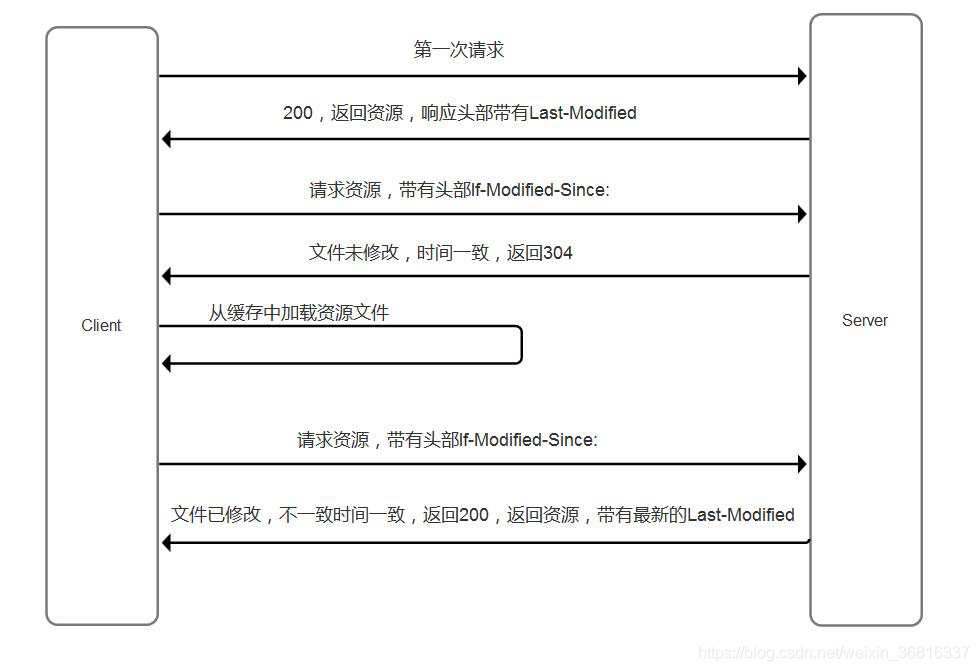 第一次请求
200，返回资源，响应头部带有Last-Modified
请求资源，带有头部If-Modified-Since:
文件未修改，时间一致，返回304
从缓存中加载资源文件
Client
Server
请求资源，带有头部If-Modified-Since:
文件已修改，不一致时间一致，返回200，返回资源，带有最新的Last-Modified
https://blog.csdn.net/weixin_36816337